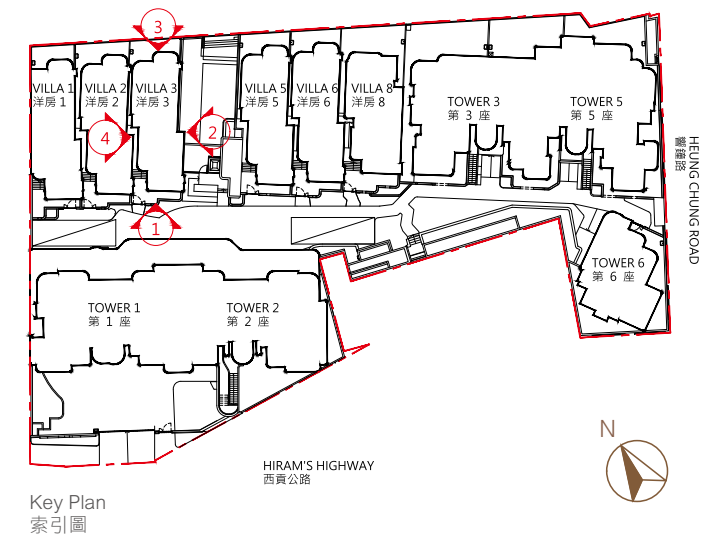 3
VILLA 1
洋房 1
VILLA 2
洋房 2
VILLA 3
洋房 3
VILLA 5
洋房 5
VILLA 6
洋房 6
VILLA 8
洋房 8
TOWER 3
第 3 座
TOWER 5
第 5 座
4
2
1
HEUNG CHUNG ROAD
響鐘路
TOWER 6
第 6 座
TOWER 1
第 1 座
TOWER 2
第 2 座
HIRAM'S HIGHWAY
西貢公路
N
Key Plan
索引圖